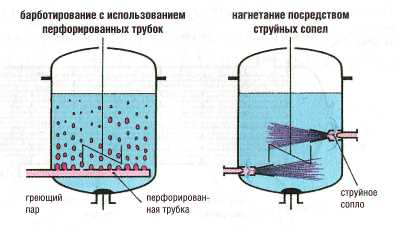 барботирование с использованием
перфорированных трубок
нагнетание посредством
струйных сопел
греющий
пар
перфорирован-
ная трубка
струйное
сопло